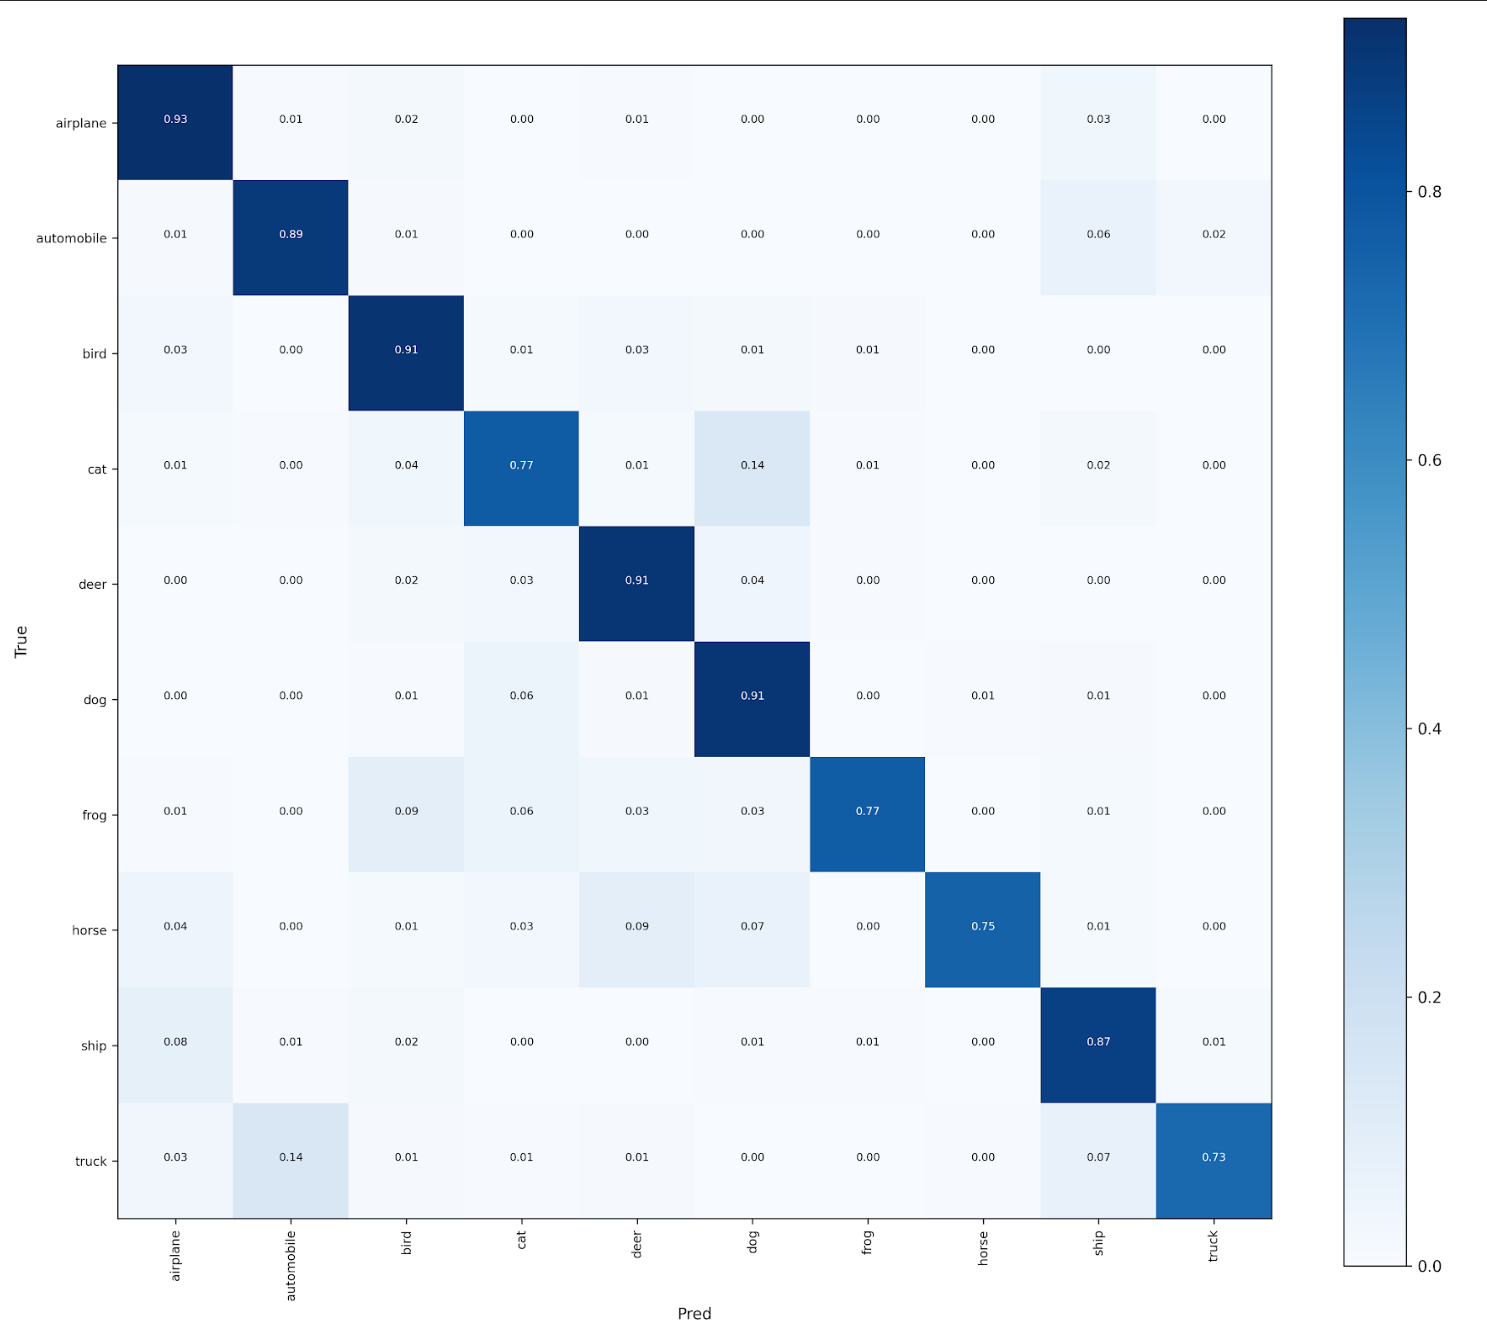 airplane 0.93 0.01 0.02 0.00 0.01 0.00 0.00 0.00 0.03 0.00
automobile 0.01 0.89 0.01 0.00 0.00 0.00 0.00 0.00 0.06 0.02
bird 0.03 0.00 0.91 0.01 0.03 0.01 0.01 0.00 0.00 0.00
cat 0.01 0.00 0.04 0.77 0.01 0.14 0.01 0.00 0.02 0.00
deer 0.00 0.00 0.02 0.03 0.91 0.04 0.00 0.00 0.00 0.00
dog 0.00 0.00 0.01 0.06 0.01 0.91 0.00 0.01 0.01 0.00
frog 0.01 0.00 0.09 0.06 0.03 0.03 0.77 0.00 0.01 0.00
horse 0.04 0.00 0.01 0.03 0.09 0.07 0.00 0.75 0.01 0.00
ship 0.08 0.01 0.02 0.00 0.00 0.01 0.01 0.00 0.87 0.01
truck 0.03 0.14 0.01 0.01 0.01 0.00 0.00 0.00 0.07 0.73
True
airplane automobile bird cat deer dog frog horse ship truck
Pred
0.8
0.6
0.4
0.2
0.0